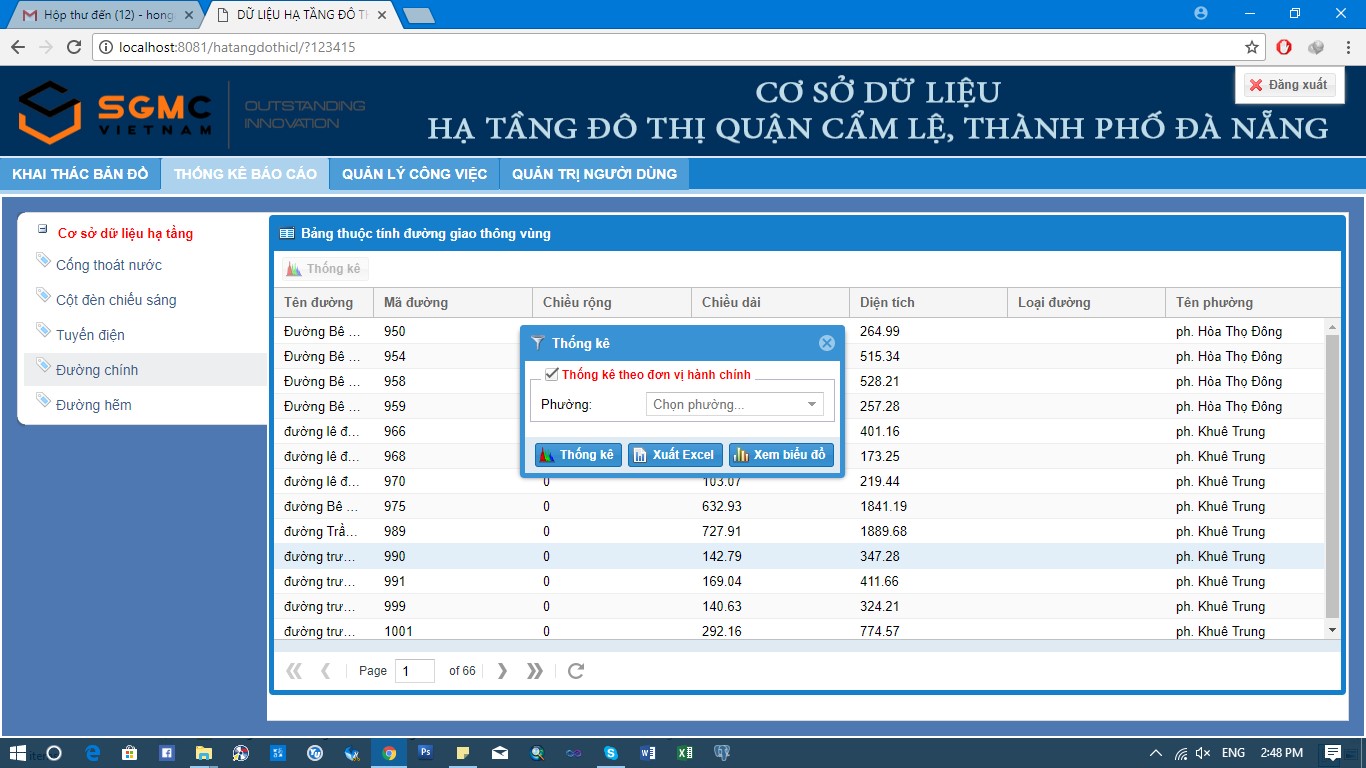 Hộp thư đến (12) - hong
DỮ LIỆU HẠ TẦNG ĐÔ TH
localhost:8081/hatangdothicl/?123415
SGMC
VIETNAM
OUTSTANDING
INNOVATION
CƠ SỞ DỮ LIỆU
HẠ TẦNG ĐÔ THỊ QUẬN CẨM LỆ, THÀNH PHỐ ĐÀ NẴNG
Đăng xuất
KHAI THÁC BẢN ĐỒ
THỐNG KÊ BÁO CÁO
QUẢN LÝ CÔNG VIỆC
QUẢN TRỊ NGƯỜI DÙNG
Cơ sở dữ liệu hạ tầng
Cống thoát nước
Cột đèn chiếu sáng
Tuyến điện
Đường chính
Đường hẽm
Bảng thuộc tính đường giao thông vùng
Thống kê
Tên đường Mã đường Chiều rộng Chiều dài Diện tích Loại đường Tên phường
Đường Bê ... 950 264.99 ph. Hòa Thọ Đông
Đường Bê ... 954 515.34 ph. Hòa Thọ Đông
Đường Bê ... 958 528.21 ph. Hòa Thọ Đông
Đường Bê ... 959 257.28 ph. Hòa Thọ Đông
đường lê đ... 966 401.16 ph. Khuê Trung
đường lê đ... 968 173.25 ph. Khuê Trung
đường lê đ... 970 0 103.07 219.44 ph. Khuê Trung
đường Bê ... 975 0 632.93 1841.19 ph. Khuê Trung
đường Trầ... 989 0 727.91 1889.68 ph. Khuê Trung
đường trư... 990 0 142.79 347.28 ph. Khuê Trung
đường trư... 991 0 169.04 411.66 ph. Khuê Trung
đường trư... 999 0 140.63 324.21 ph. Khuê Trung
đường trư... 1001 0 292.16 774.57 ph. Khuê Trung
Thống kê
Thống kê theo đơn vị hành chính
Phường: Chọn phường...
Thống kê Xuất Excel Xem biểu đồ
Page 1 of 66
ENG 2:48 PM